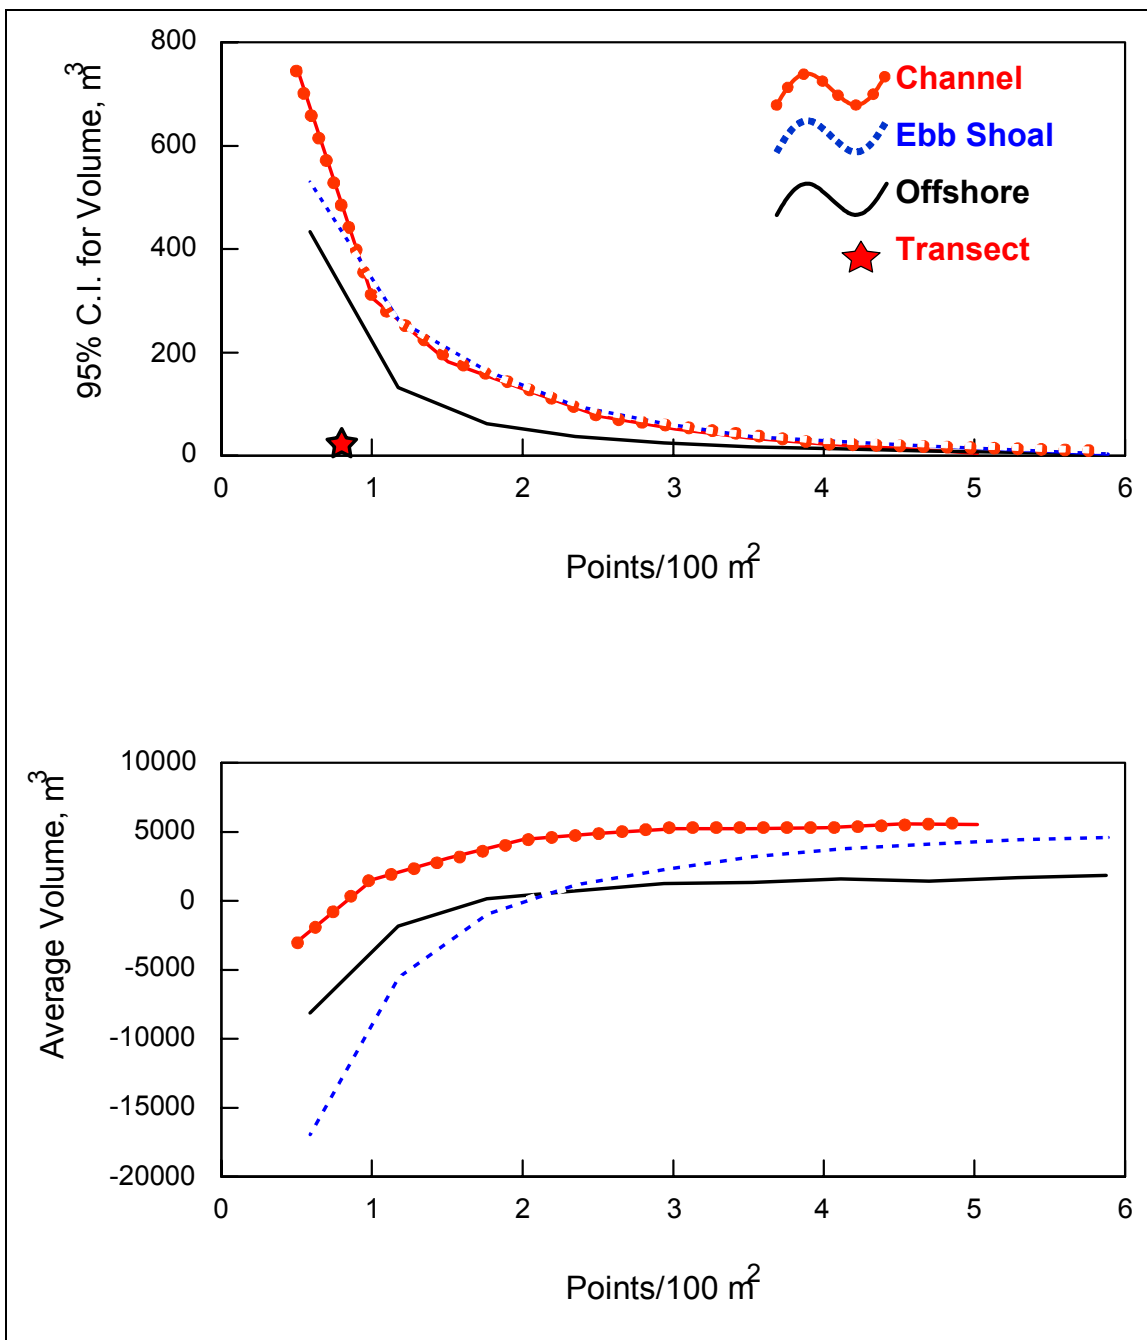 95% C.I. for Volume, m³
800
600
400
200
0
0 1 2 3 4 5 6
Points/100 m²
Channel
Ebb Shoal
Offshore
Transect
Average Volume, m³
10000
5000
0
-5000
-10000
-15000
-20000
0 1 2 3 4 5 6
Points/100 m²